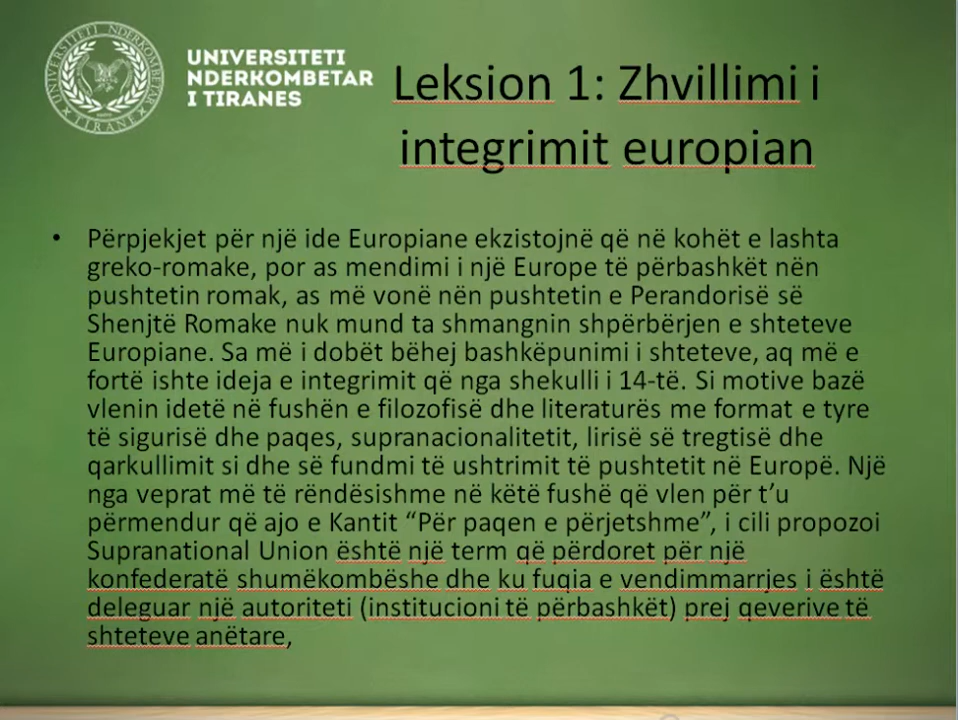 UNIVERSITETI NDERKOMBETAR
TIRANE
UNIVERSITETI
NDERKOMBETAR
I TIRANES
Leksion 1: Zhvillimi i
integrimit europian
• Përpjekjet për një ide Europiane ekzistojnë që në kohët e lashta
greko-romake, por as mendimi i një Europe të përbashkët nën
pushtetin romak, as më vonë nën pushtetin e Perandorisë së
Shenjtë Romake nuk mund ta shmangnin shpërbërjen e shteteve
Europiane. Sa më i dobët bëhej bashkëpunimi i shteteve, aq më e
fortë ishte ideja e integrimit që nga shekulli i 14-të. Si motive bazë
vlenin idetë në fushën e filozofisë dhe literaturës me format e tyre
të sigurisë dhe paqes, supranacionalitetit, lirisë së tregtisë dhe
qarkullimit si dhe së fundmi të ushtrimit të pushtetit në Europë. Një
nga veprat më të rëndësishme në këtë fushë që vlen për t’u
përmendur që ajo e Kantit “Për paqen e përjetshme”, i cili propozoi
Supranational Union është një term që përdoret për një
konfederatë shumëkombëshe dhe ku fuqia e vendimmarrjes i është
deleguar një autoriteti (institucioni të përbashkët) prej qeverive të
shteteve anëtare,